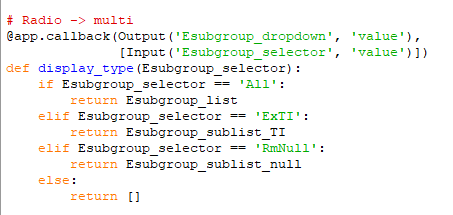 # Radio -> multi
@app.callback(Output('Esubgroup_dropdown', 'value'),
              [Input('Esubgroup_selector', 'value')])
def display_type(Esubgroup_selector):
    if Esubgroup_selector == 'All':
        return Esubgroup_list
    elif Esubgroup_selector == 'ExTI':
        return Esubgroup_sublist_TI
    elif Esubgroup_selector == 'RmNull':
        return Esubgroup_sublist_null
    else:
        return []